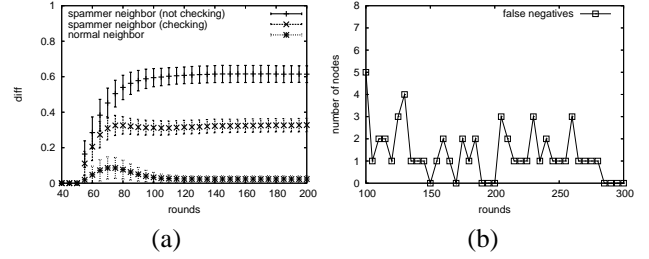 spammer neighbor (not checking)
spammer neighbor (checking)
normal neighbor
1
0.8
0.6
0.4
0.2
0
diff
40 60 80 100 120 140 160 180 200
rounds
(a)
false negatives
8
7
6
5
4
3
2
1
0
number of nodes
100 150 200 250 300
rounds
(b)